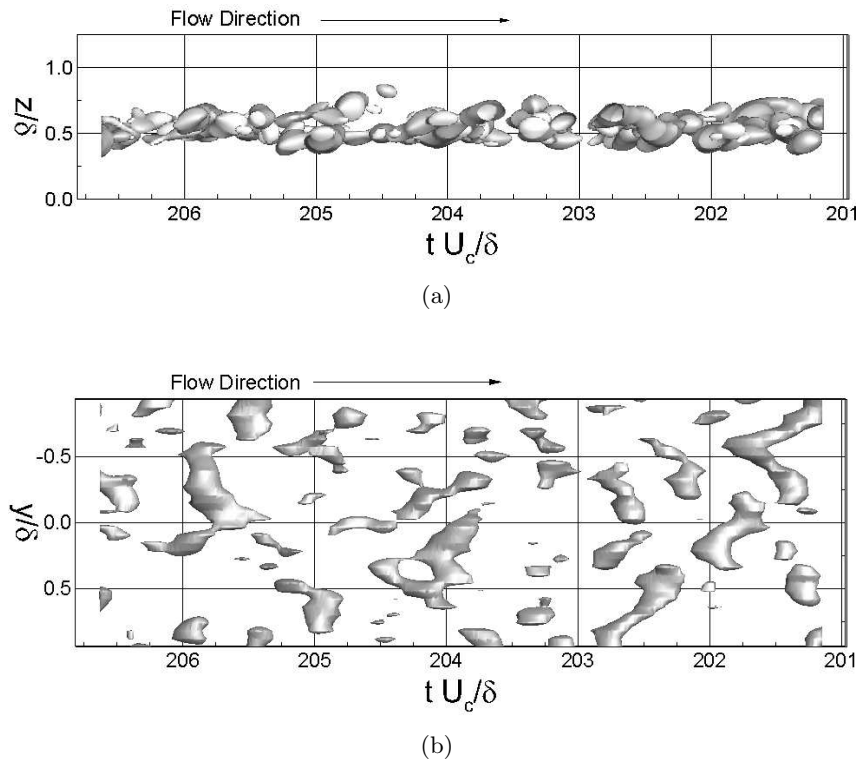 Flow Direction
z/δ
1.0
0.5
0.0
206 205 204 203 202 201
t U_c/δ
(a)
Flow Direction
y/δ
-0.5
0.0
0.5
206 205 204 203 202 201
t U_c/δ
(b)